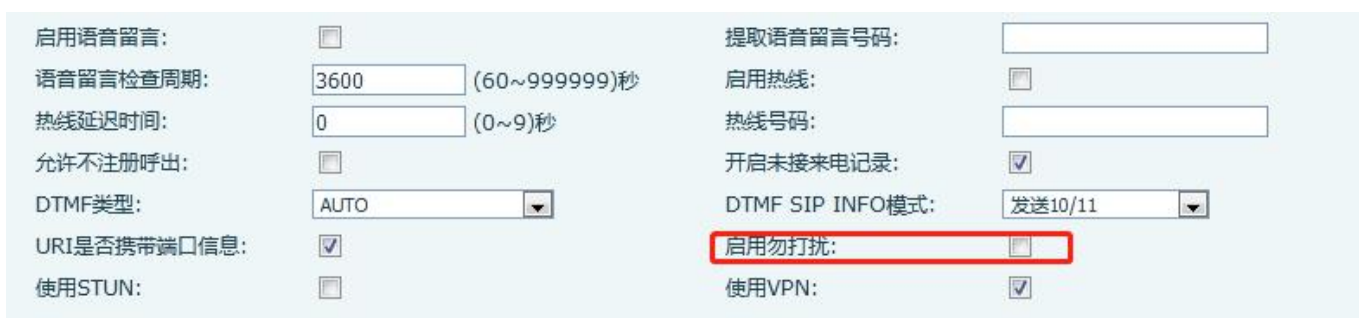 启用语音留言: 提取语音留言号码:
语音留言检查周期: 3600 (60~999999)秒 启用热线:
热线延迟时间: 0 (0~9)秒 热线号码:
允许不注册呼出: 开启未接来电记录:
DTMF类型: AUTO DTMF SIP INFO模式: 发送10/11
URI是否携带端口信息: 启用勿打扰:
使用STUN: 使用VPN: